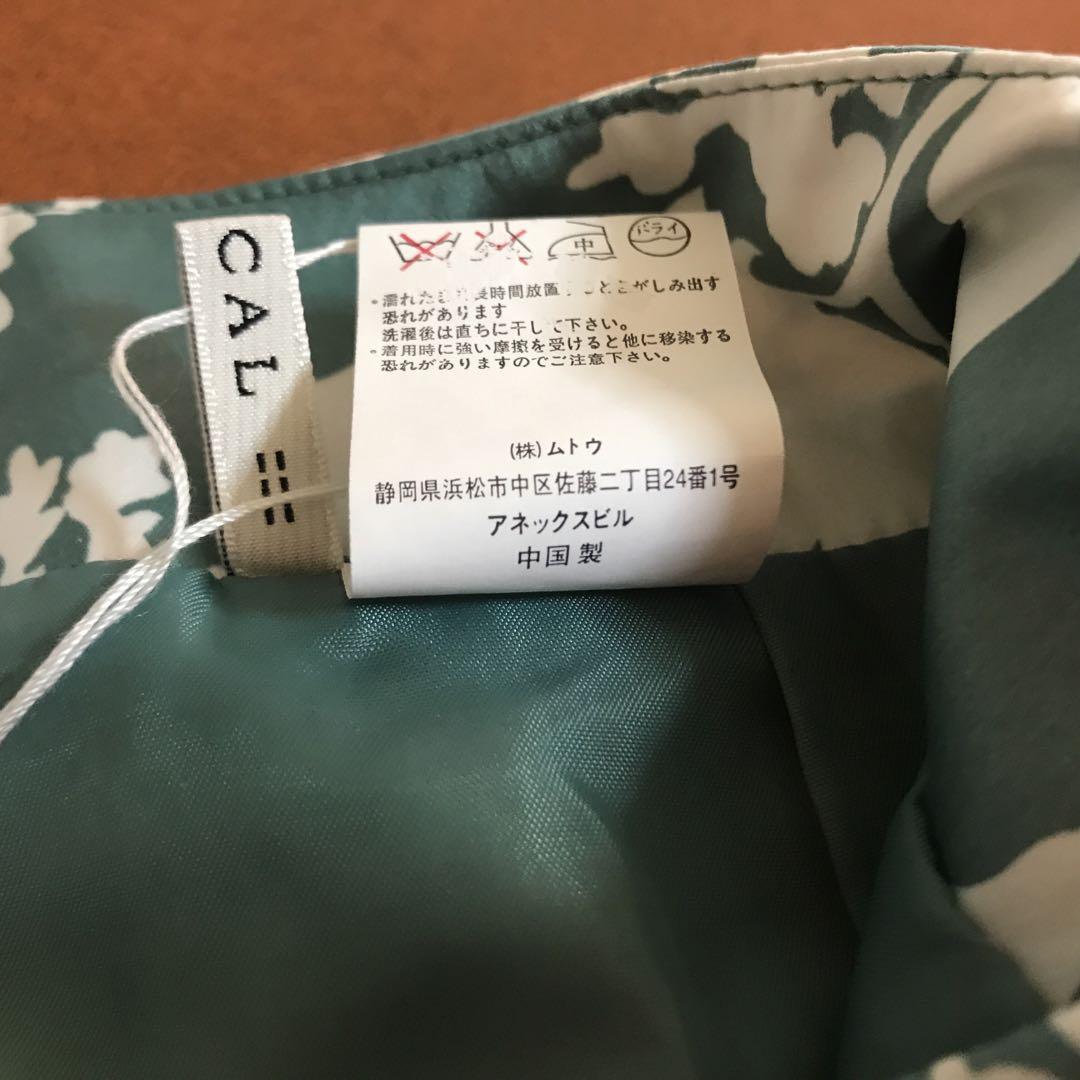 CAL
中 ドライ
・濡れたまま長時間放置 しみ出す
恐れがあります
洗濯後は直ちに干して下さい。
・着用時に強い摩擦を受けると他に移染する
恐れがありますのでご注意下さい。
(株)ムトウ
静岡県浜松市中区佐藤二丁目24番1号
アネックスビル
中国製